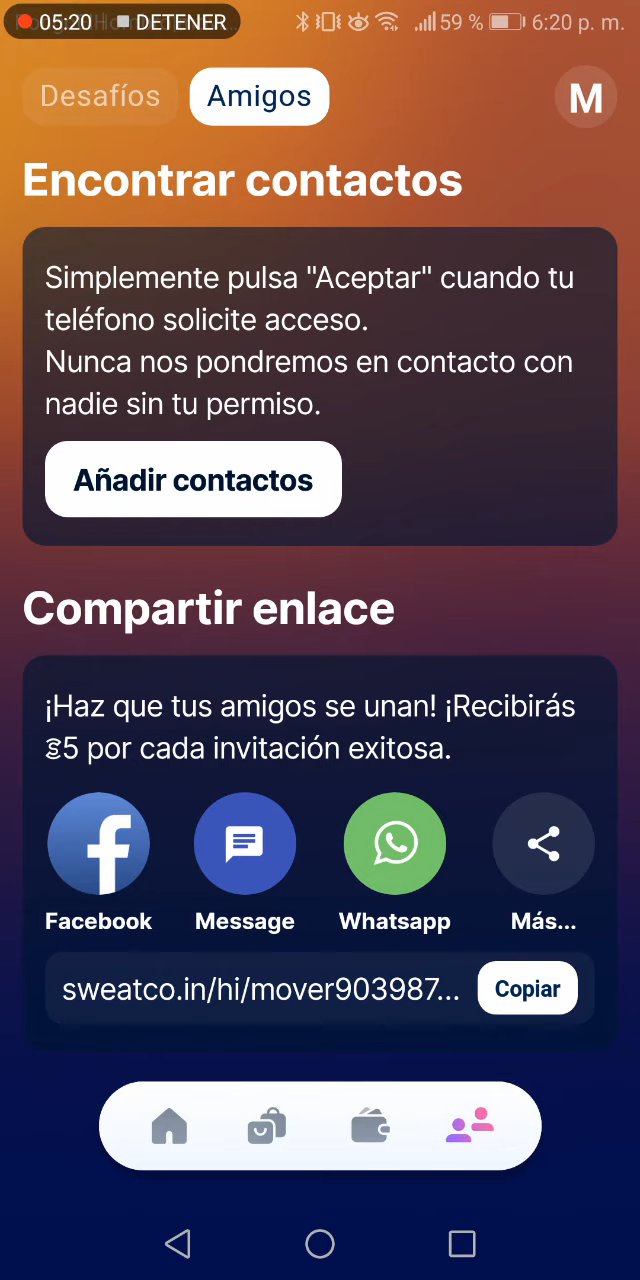 05:20 DETENER 59 % 6:20 p. m.
Desafíos Amigos M
Encontrar contactos
Simplemente pulsa "Aceptar" cuando tu
teléfono solicite acceso.
Nunca nos pondremos en contacto con
nadie sin tu permiso.
Añadir contactos
Compartir enlace
¡Haz que tus amigos se unan! ¡Recibirás
5 por cada invitación exitosa.
Facebook Message Whatsapp Más...
sweatco.in/hi/mover903987... Copiar